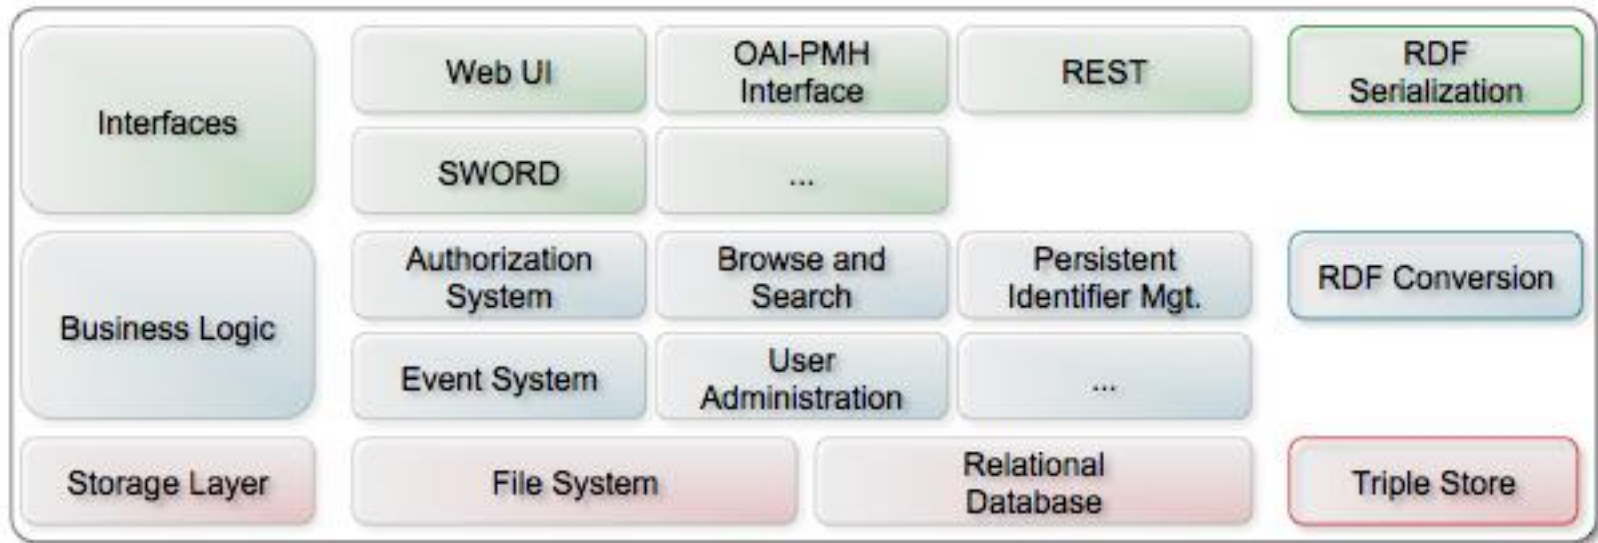 Interfaces
Web UI
OAI-PMH
Interface
REST
RDF
Serialization
SWORD
...
Business Logic
Authorization
System
Browse and
Search
Persistent
Identifier Mgt.
RDF Conversion
Event System
User
Administration
...
Storage Layer
File System
Relational
Database
Triple Store